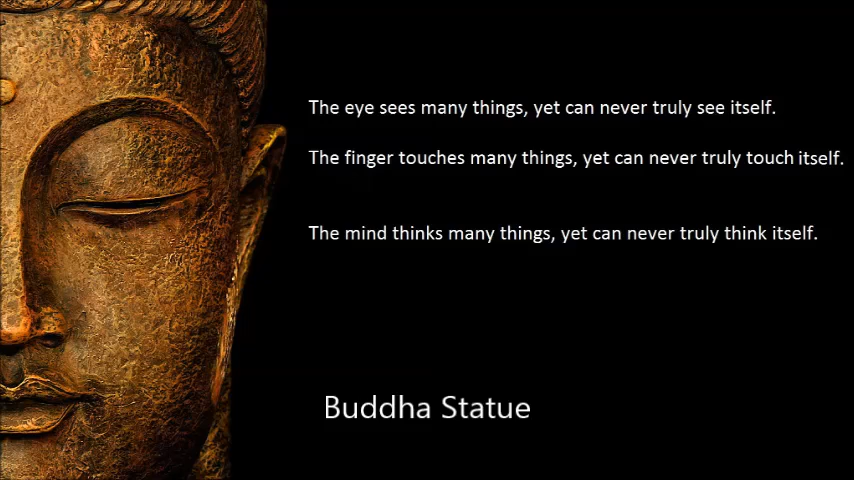 The eye sees many things, yet can never truly see itself.
The finger touches many things, yet can never truly touch itself.
The mind thinks many things, yet can never truly think itself.
Buddha Statue